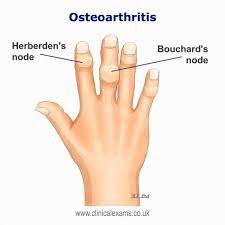 Osteoarthritis
Herberden's
node
Bouchard's
node
www.clinicalexams.co.uk